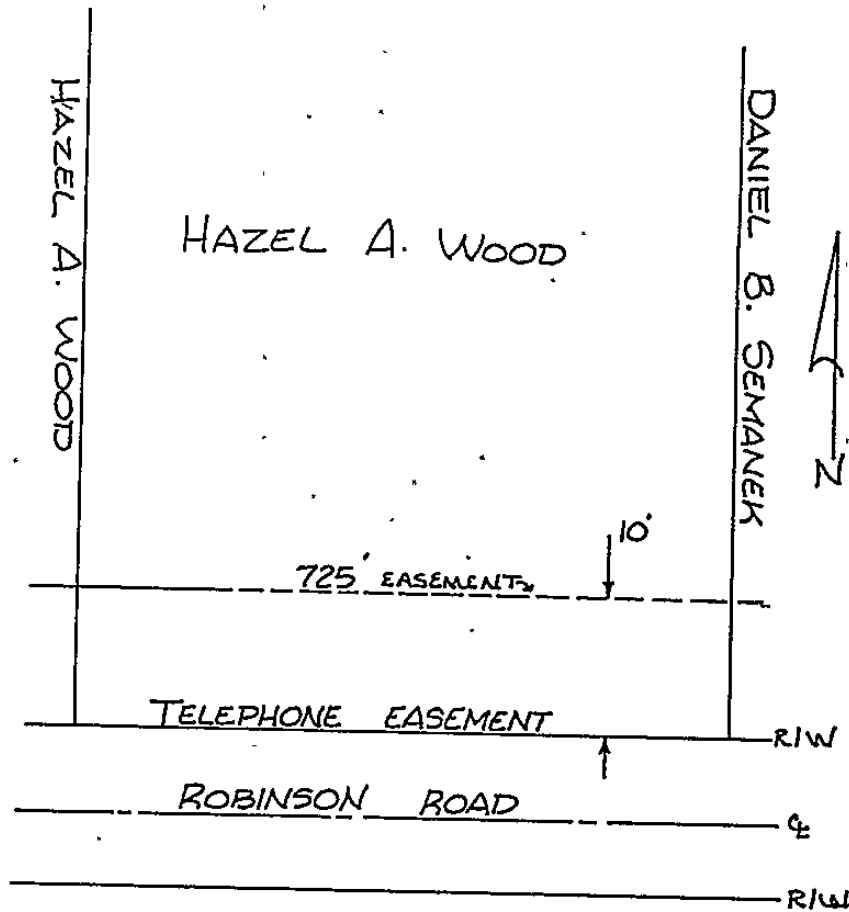 HAZEL A. WOOD
HAZEL A. WOOD
DANIEL B. SEMANEK
N
10'
725' EASEMENT
TELEPHONE EASEMENT
R/W
ROBINSON ROAD
℄
R/W